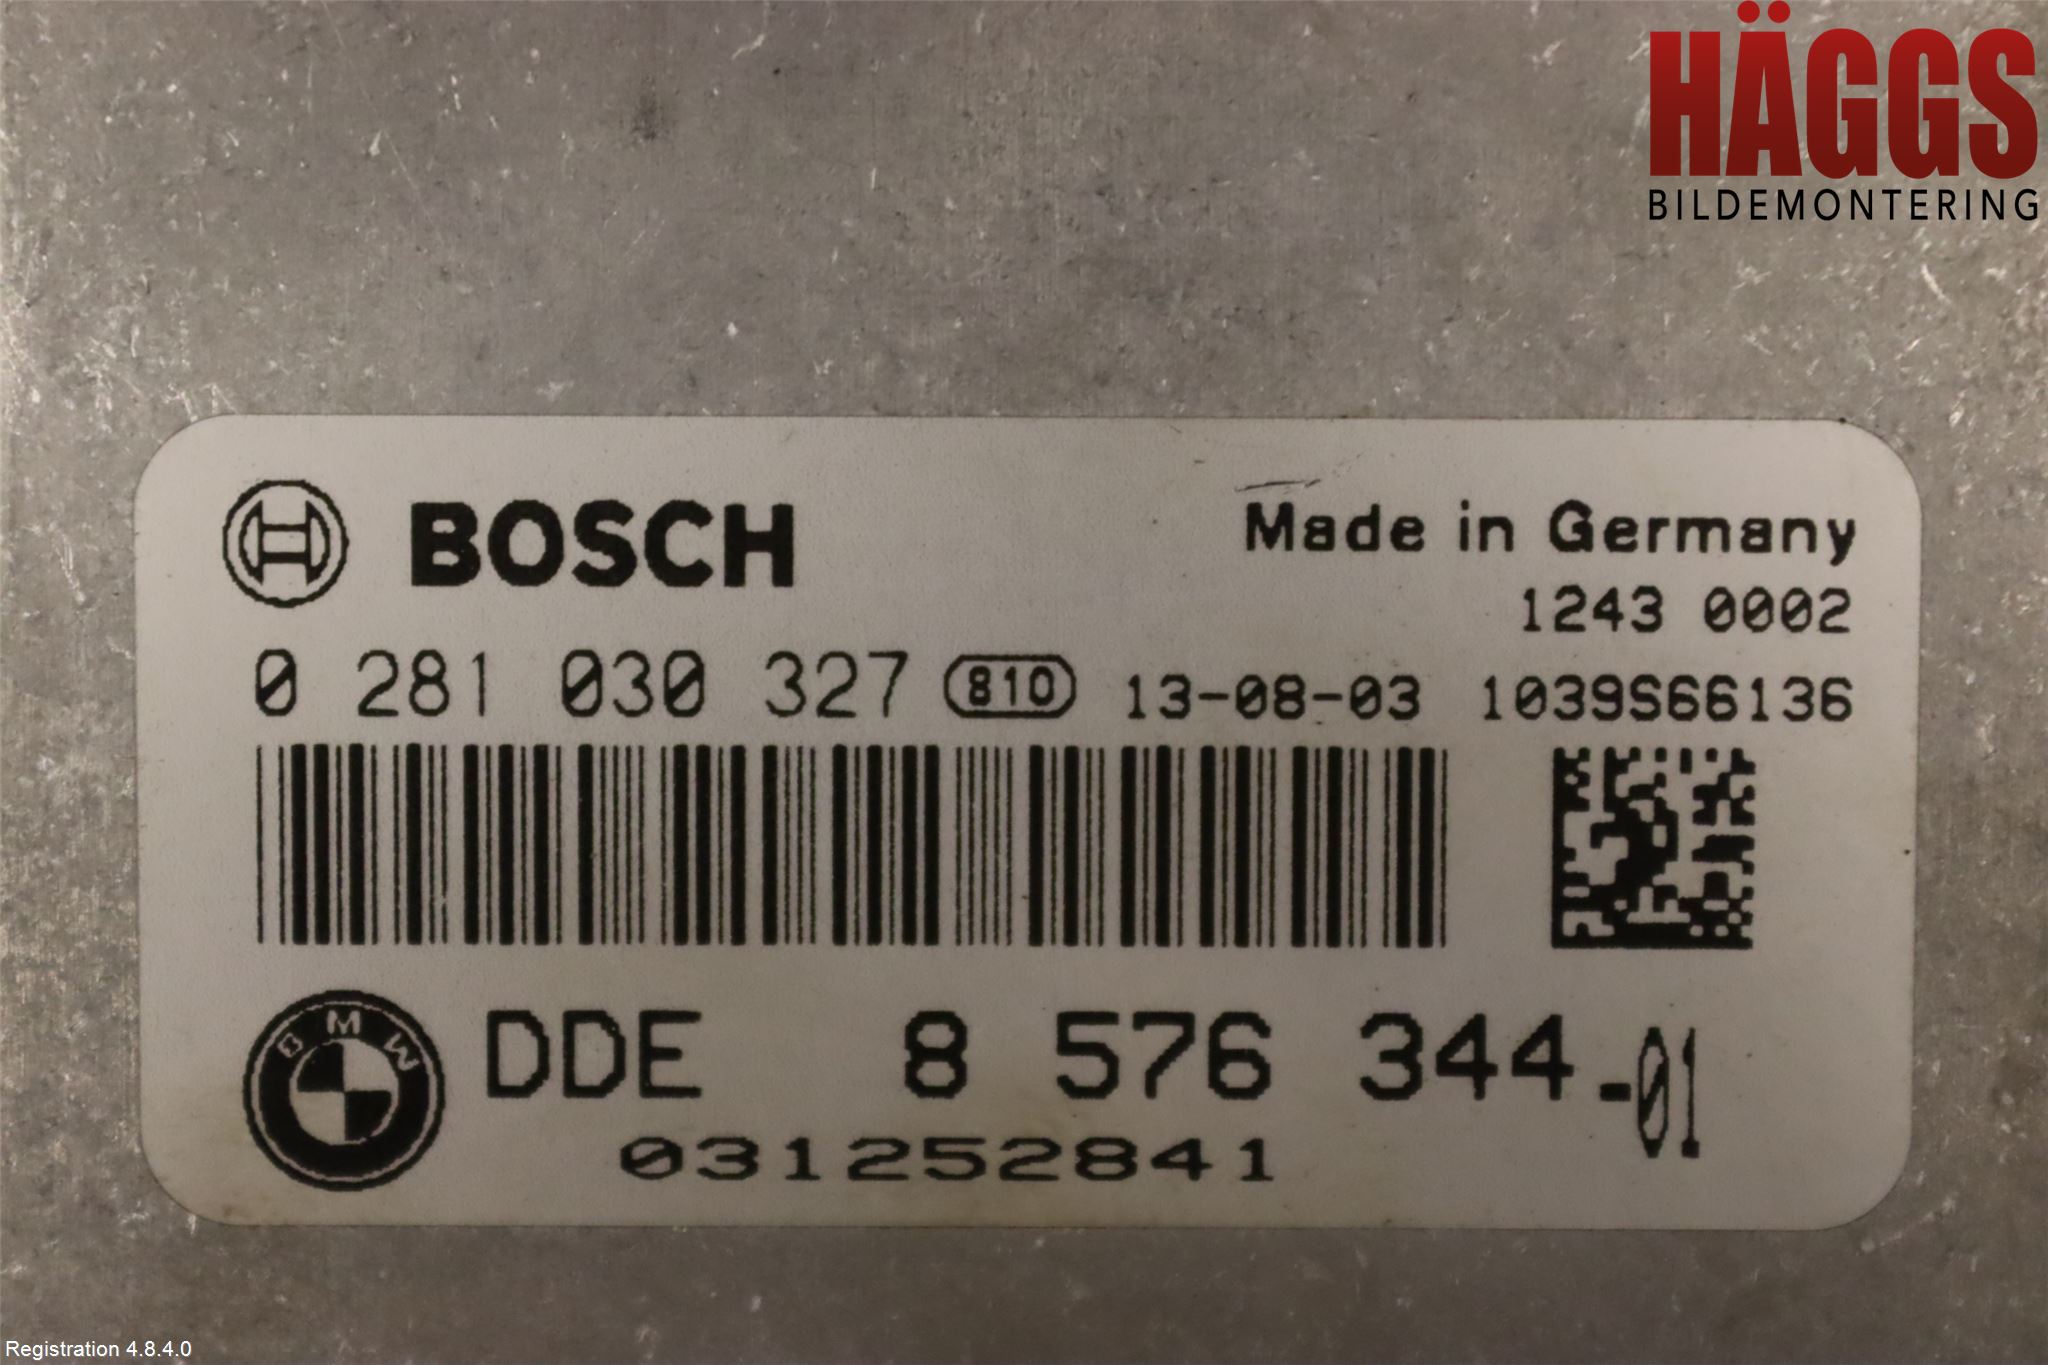 HÄGGS
BILDEMONTERING
BOSCH
Made in Germany
1243 0002
0 281 030 327 810 13-08-03 1039S66136
BMW
DDE 8 576 344-01
031252841
Registration 4.8.4.0